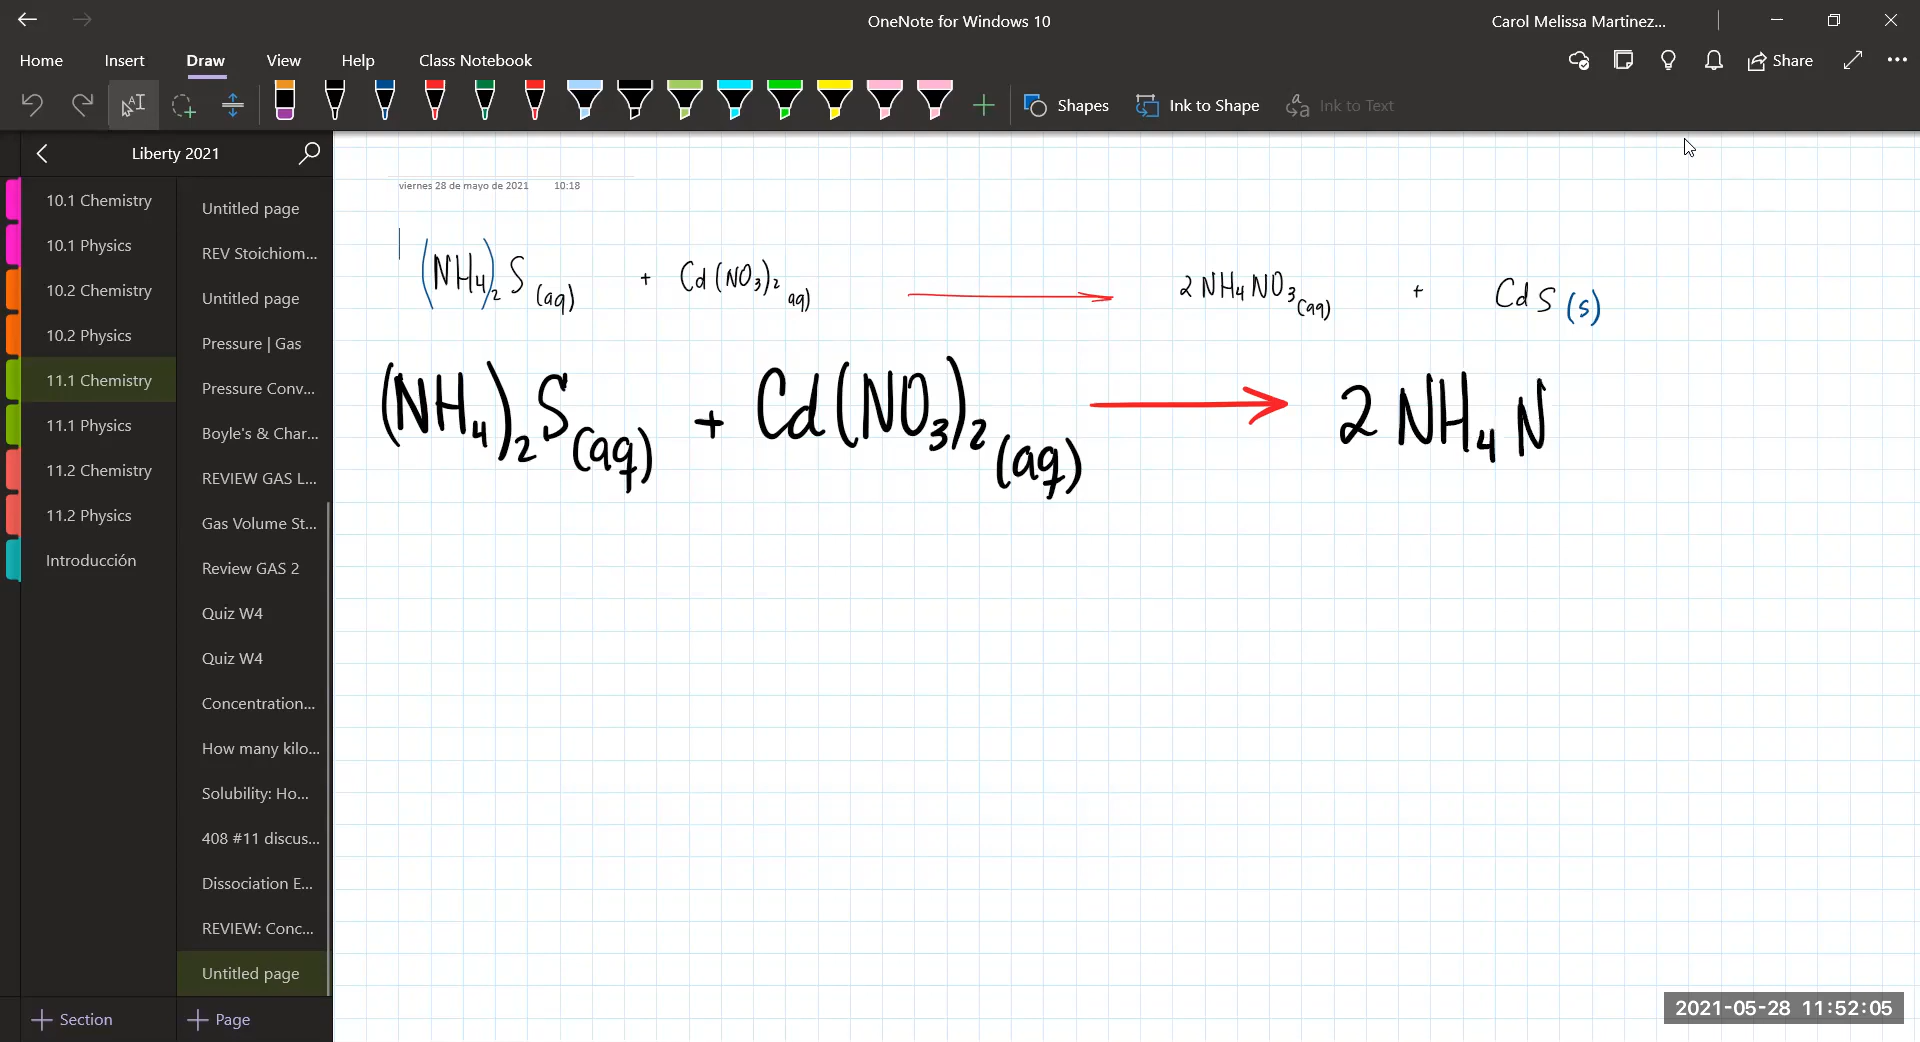 OneNote for Windows 10
Carol Melissa Martinez...
Home Insert Draw View Help Class Notebook Share
Shapes Ink to Shape Ink to Text
Liberty 2021
10.1 Chemistry
10.1 Physics
10.2 Chemistry
10.2 Physics
11.1 Chemistry
11.1 Physics
11.2 Chemistry
11.2 Physics
Introducción
Untitled page
REV Stoichiom...
Untitled page
Pressure | Gas
Pressure Conv...
Boyle's & Char...
REVIEW GAS L...
Gas Volume St...
Review GAS 2
Quiz W4
Quiz W4
Concentration...
How many kilo...
Solubility: Ho...
408 #11 discus...
Dissociation E...
REVIEW: Conc...
Untitled page
Section
Page
viernes 28 de mayo de 2021 10:18
(NH₄)₂ S (aq) + Cd (NO₃)₂ aq) → 2 NH₄ NO₃ (aq) + Cd S (s)
(NH₄)₂ S (aq) + Cd (NO₃)₂ (aq) → 2 NH₄ N
2021-05-28 11:52:05